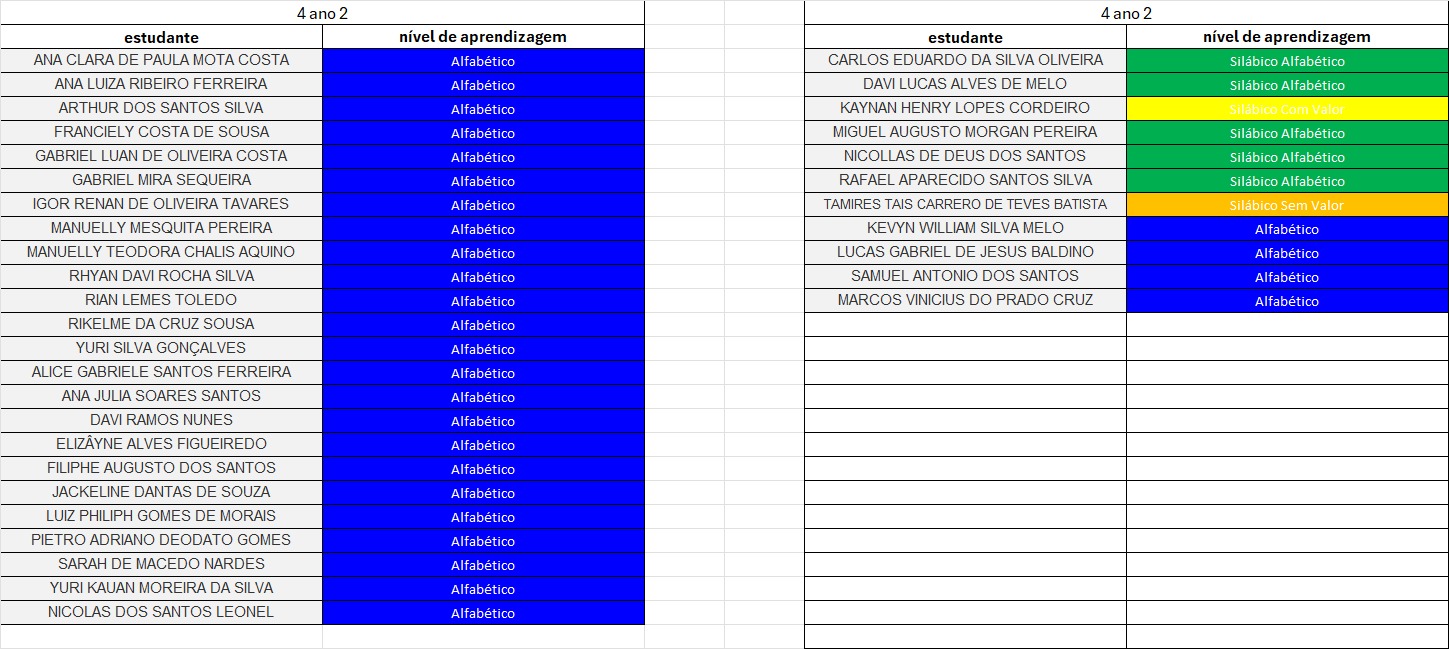 4 ano 2
estudante nível de aprendizagem
ANA CLARA DE PAULA MOTA COSTA Alfabético
ANA LUIZA RIBEIRO FERREIRA Alfabético
ARTHUR DOS SANTOS SILVA Alfabético
FRANCIELY COSTA DE SOUSA Alfabético
GABRIEL LUAN DE OLIVEIRA COSTA Alfabético
GABRIEL MIRA SEQUEIRA Alfabético
IGOR RENAN DE OLIVEIRA TAVARES Alfabético
MANUELLY MESQUITA PEREIRA Alfabético
MANUELLY TEODORA CHALIS AQUINO Alfabético
RHYAN DAVI ROCHA SILVA Alfabético
RIAN LEMES TOLEDO Alfabético
RIKELME DA CRUZ SOUSA Alfabético
YURI SILVA GONÇALVES Alfabético
ALICE GABRIELE SANTOS FERREIRA Alfabético
ANA JULIA SOARES SANTOS Alfabético
DAVI RAMOS NUNES Alfabético
ELIZÂYNE ALVES FIGUEIREDO Alfabético
FILIPHE AUGUSTO DOS SANTOS Alfabético
JACKELINE DANTAS DE SOUZA Alfabético
LUIZ PHILIPH GOMES DE MORAIS Alfabético
PIETRO ADRIANO DEODATO GOMES Alfabético
SARAH DE MACEDO NARDES Alfabético
YURI KAUAN MOREIRA DA SILVA Alfabético
NICOLAS DOS SANTOS LEONEL Alfabético
4 ano 2
estudante nível de aprendizagem
CARLOS EDUARDO DA SILVA OLIVEIRA Silábico Alfabético
DAVI LUCAS ALVES DE MELO Silábico Alfabético
KAYNAN HENRY LOPES CORDEIRO Silábico Com Valor
MIGUEL AUGUSTO MORGAN PEREIRA Silábico Alfabético
NICOLLAS DE DEUS DOS SANTOS Silábico Alfabético
RAFAEL APARECIDO SANTOS SILVA Silábico Alfabético
TAMIRES TAIS CARRERO DE TEVES BATISTA Silábico Sem Valor
KEVYN WILLIAM SILVA MELO Alfabético
LUCAS GABRIEL DE JESUS BALDINO Alfabético
SAMUEL ANTONIO DOS SANTOS Alfabético
MARCOS VINICIUS DO PRADO CRUZ Alfabético